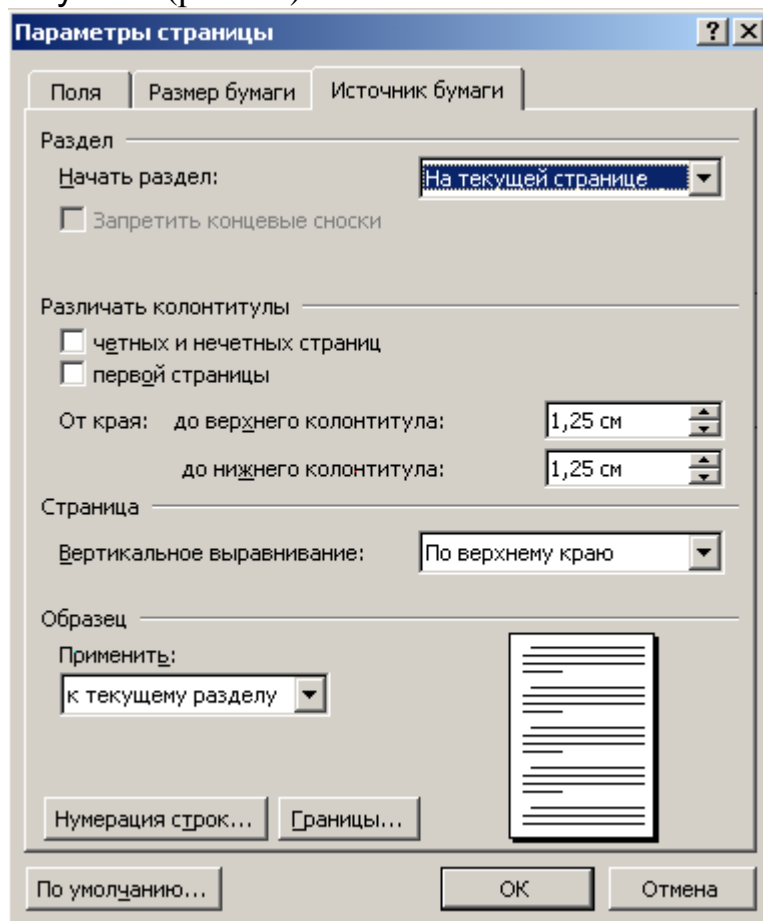 Параметры страницы
Поля Размер бумаги Источник бумаги
Раздел
Начать раздел: На текущей странице
Запретить концевые сноски
Различать колонтитулы
четных и нечетных страниц
первой страницы
От края: до верхнего колонтитула: 1,25 см
до нижнего колонтитула: 1,25 см
Страница
Вертикальное выравнивание: По верхнему краю
Образец
Применить:
к текущему разделу
Нумерация строк... Границы...
По умолчанию... ОК Отмена